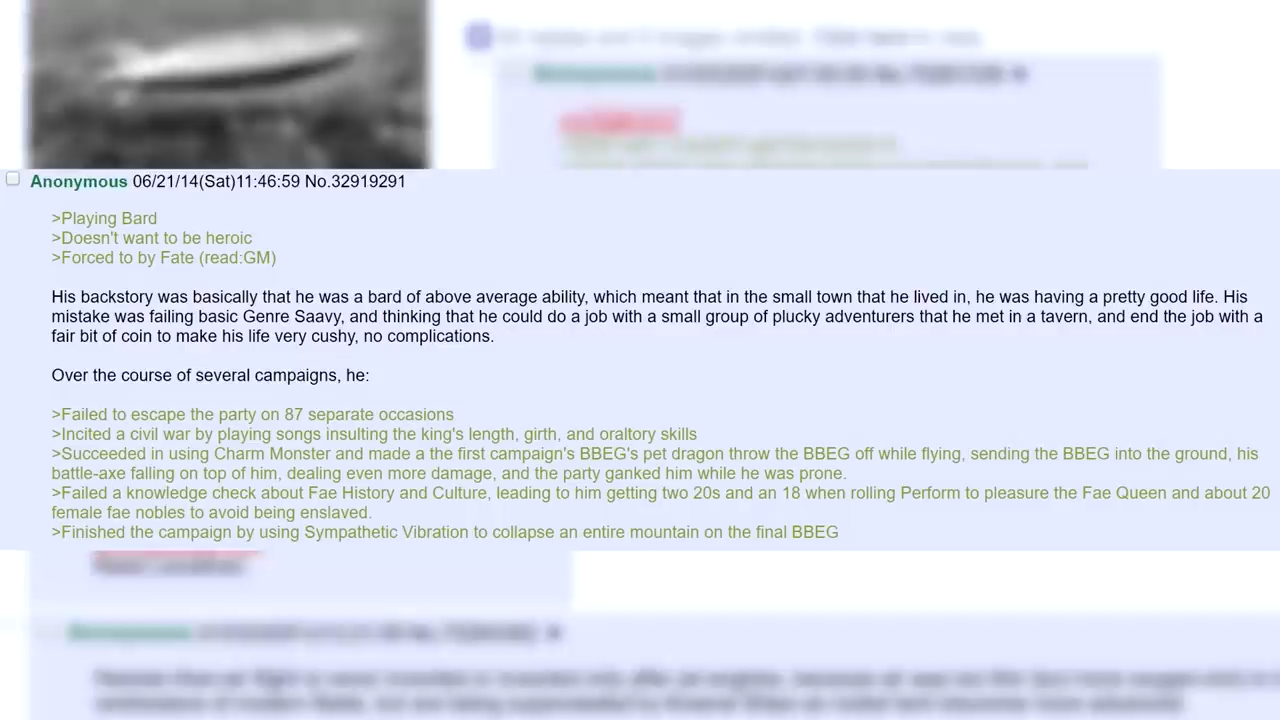 Anonymous 06/21/14(Sat)11:46:59 No.32919291
>Playing Bard
>Doesn't want to be heroic
>Forced to by Fate (read:GM)
His backstory was basically that he was a bard of above average ability, which meant that in the small town that he lived in, he was having a pretty good life. His
mistake was failing basic Genre Saavy, and thinking that he could do a job with a small group of plucky adventurers that he met in a tavern, and end the job with a
fair bit of coin to make his life very cushy, no complications.
Over the course of several campaigns, he:
>Failed to escape the party on 87 separate occasions
>Incited a civil war by playing songs insulting the king's length, girth, and oraltory skills
>Succeeded in using Charm Monster and made a the first campaign's BBEG's pet dragon throw the BBEG off while flying, sending the BBEG into the ground, his
battle-axe falling on top of him, dealing even more damage, and the party ganked him while he was prone.
>Failed a knowledge check about Fae History and Culture, leading to him getting two 20s and an 18 when rolling Perform to pleasure the Fae Queen and about 20
female fae nobles to avoid being enslaved.
>Finished the campaign by using Sympathetic Vibration to collapse an entire mountain on the final BBEG